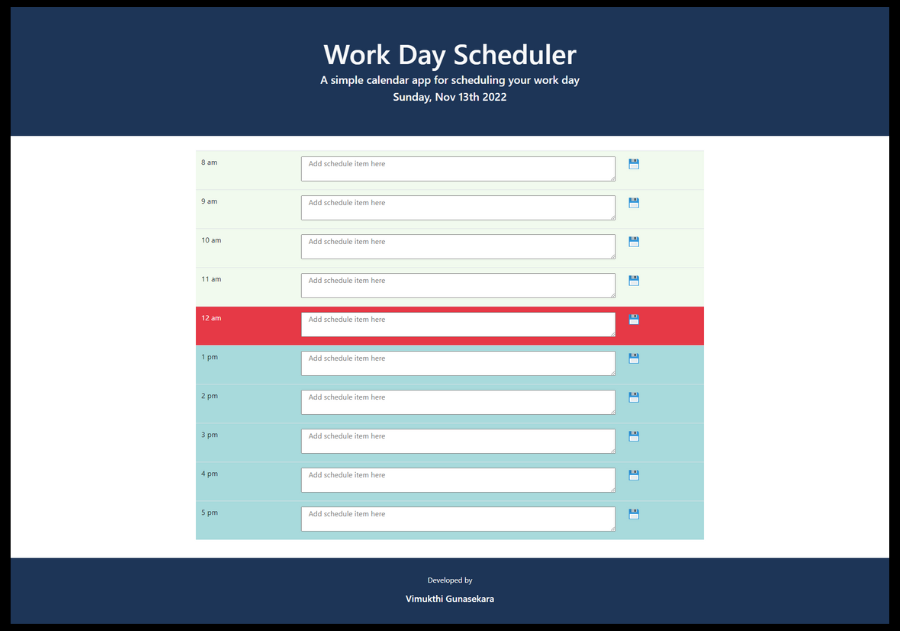 Work Day Scheduler
A simple calendar app for scheduling your work day
Sunday, Nov 13th 2022
8 am Add schedule item here
9 am Add schedule item here
10 am Add schedule item here
11 am Add schedule item here
12 am Add schedule item here
1 pm Add schedule item here
2 pm Add schedule item here
3 pm Add schedule item here
4 pm Add schedule item here
5 pm Add schedule item here
Developed by
Vimukthi Gunasekara